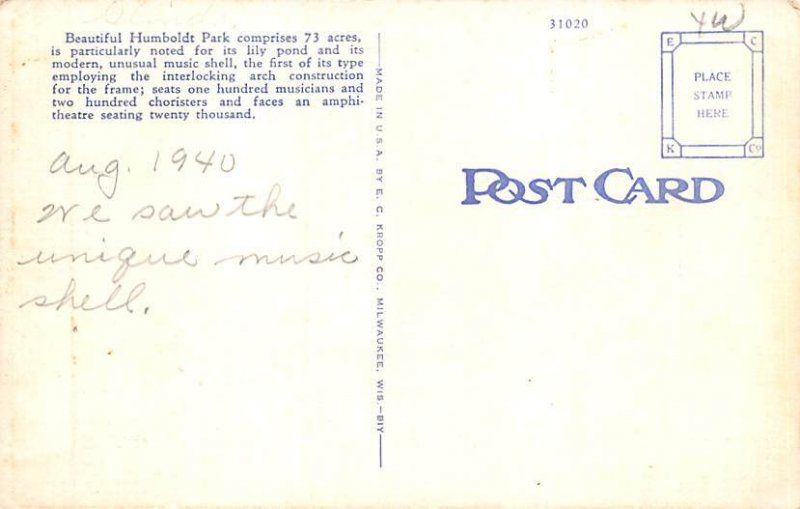 Beautiful Humboldt Park comprises 73 acres,
is particularly noted for its lily pond and its
modern, unusual music shell, the first of its type
employing the interlocking arch construction
for the frame; seats one hundred musicians and
two hundred choristers and faces an amphi-
theatre seating twenty thousand.
Aug. 1940
We saw the
unique music
shell.
MADE IN U.S.A. BY E. C. KROPP CO., MILWAUKEE, WIS.—BIY
31020
E C
PLACE
STAMP
HERE
K Co
POST CARD